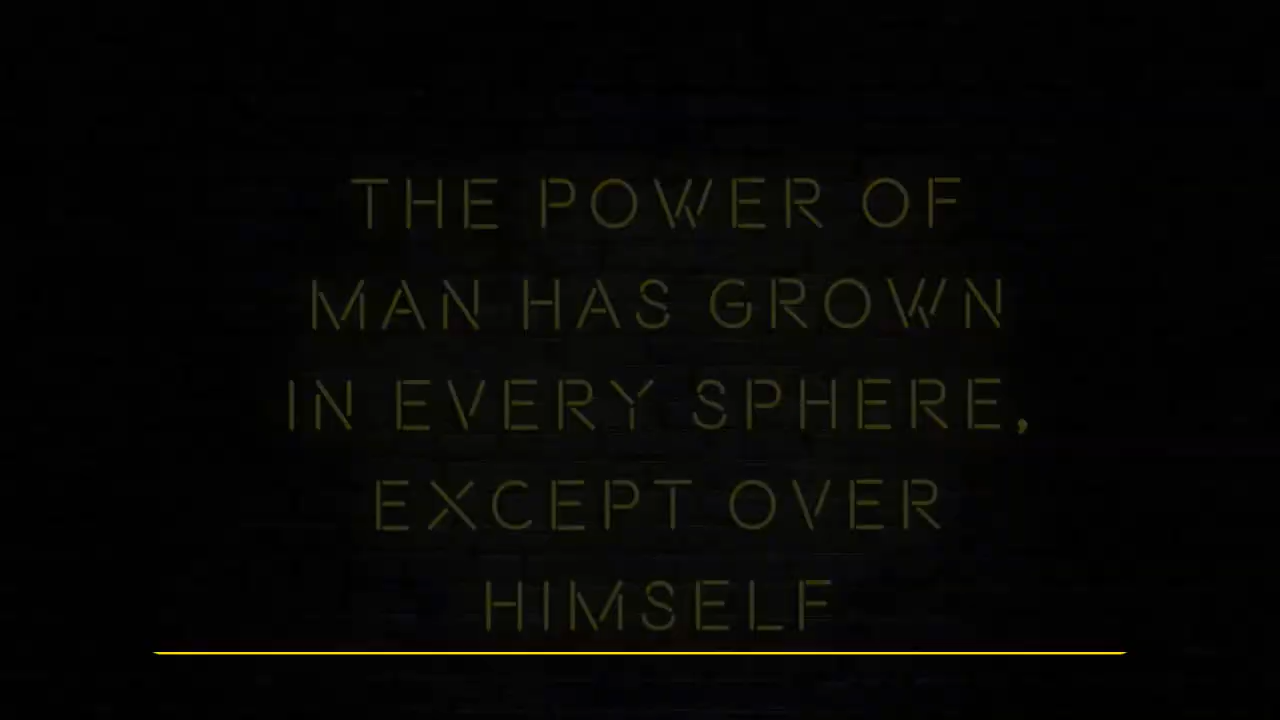 THE POWER OF
MAN HAS GROWN
IN EVERY SPHERE,
EXCEPT OVER
HIMSELF